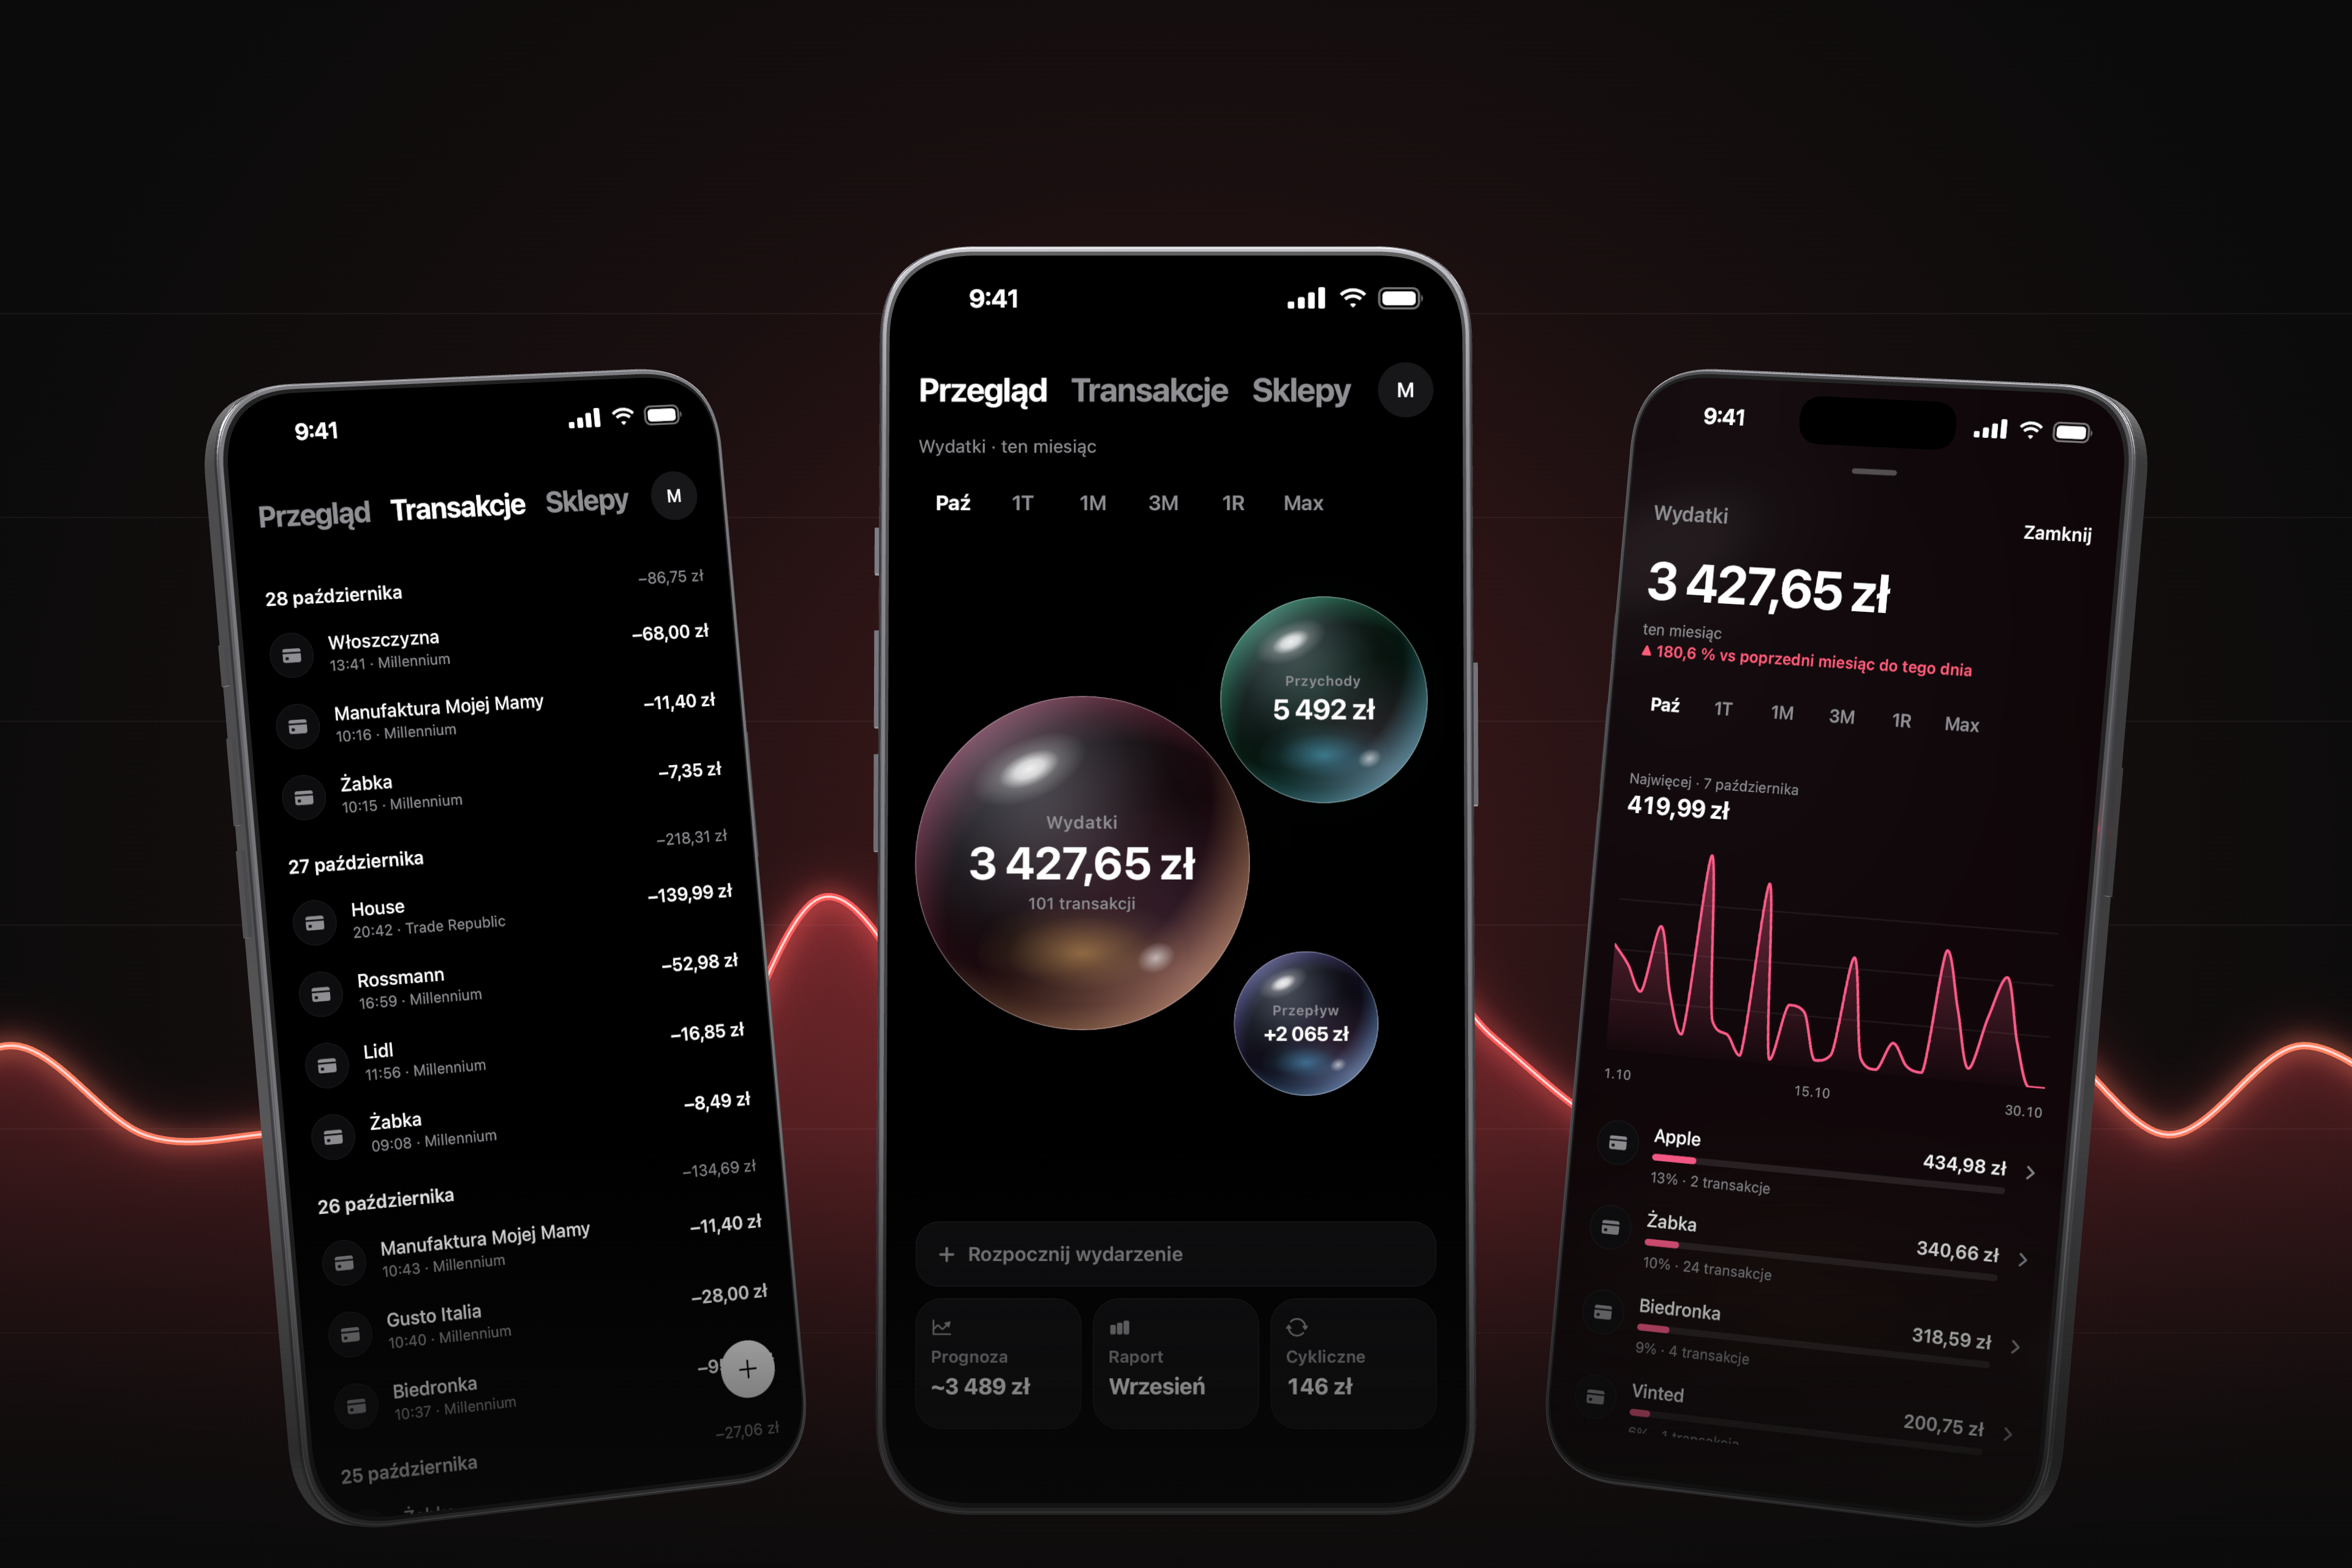 9:41
Przegląd Transakcje Sklepy M
28 października −86,75 zł
Włoszczyzna −68,00 zł
13:41 · Millennium
Manufaktura Mojej Mamy −11,40 zł
10:16 · Millennium
Żabka −7,35 zł
10:15 · Millennium
27 października −218,31 zł
House −139,99 zł
20:42 · Trade Republic
Rossmann −52,98 zł
16:59 · Millennium
Lidl −16,85 zł
11:56 · Millennium
Żabka −8,49 zł
09:08 · Millennium
26 października −134,69 zł
Manufaktura Mojej Mamy −11,40 zł
10:43 · Millennium
Gusto Italia −28,00 zł
10:40 · Millennium
Biedronka
10:37 · Millennium
25 października −27,06 zł
9:41
Przegląd Transakcje Sklepy M
Wydatki · ten miesiąc
Paź 1T 1M 3M 1R Max
Przychody
5 492 zł
Wydatki
3 427,65 zł
101 transakcji
Przepływ
+2 065 zł
+ Rozpocznij wydarzenie
Prognoza
~3 489 zł
Raport
Wrzesień
Cykliczne
146 zł
9:41
Wydatki
Zamknij
3 427,65 zł
ten miesiąc
▲ 180,6 % vs poprzedni miesiąc do tego dnia
Paź 1T 1M 3M 1R Max
Najwięcej · 7 października
419,99 zł
1.10 15.10 30.10
Apple 434,98 zł
13% · 2 transakcje
Żabka 340,66 zł
10% · 24 transakcje
Biedronka 318,59 zł
9% · 4 transakcje
Vinted 200,75 zł